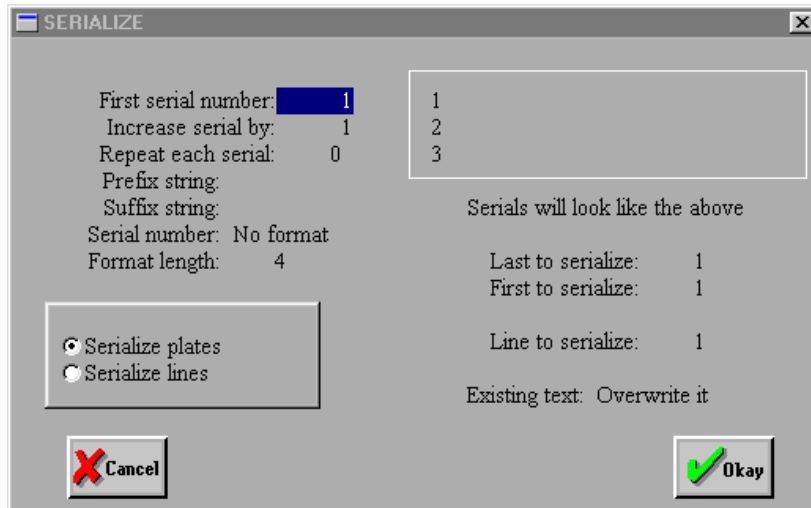 SERIALIZE
First serial number: 1
Increase serial by: 1
Repeat each serial: 0
Prefix string:
Suffix string:
Serial number: No format
Format length: 4
Serialize plates
Serialize lines
Cancel
1
2
3
Serials will look like the above
Last to serialize: 1
First to serialize: 1
Line to serialize: 1
Existing text: Overwrite it
Okay